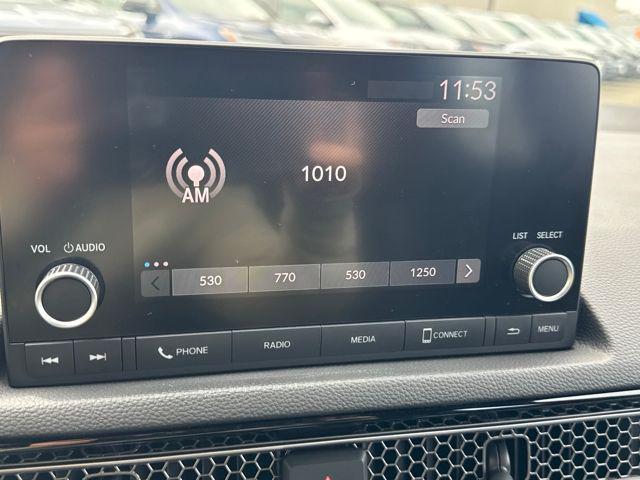 11:53
Scan
AM
1010
VOL AUDIO
LIST SELECT
530 770 530 1250
PHONE RADIO MEDIA CONNECT MENU